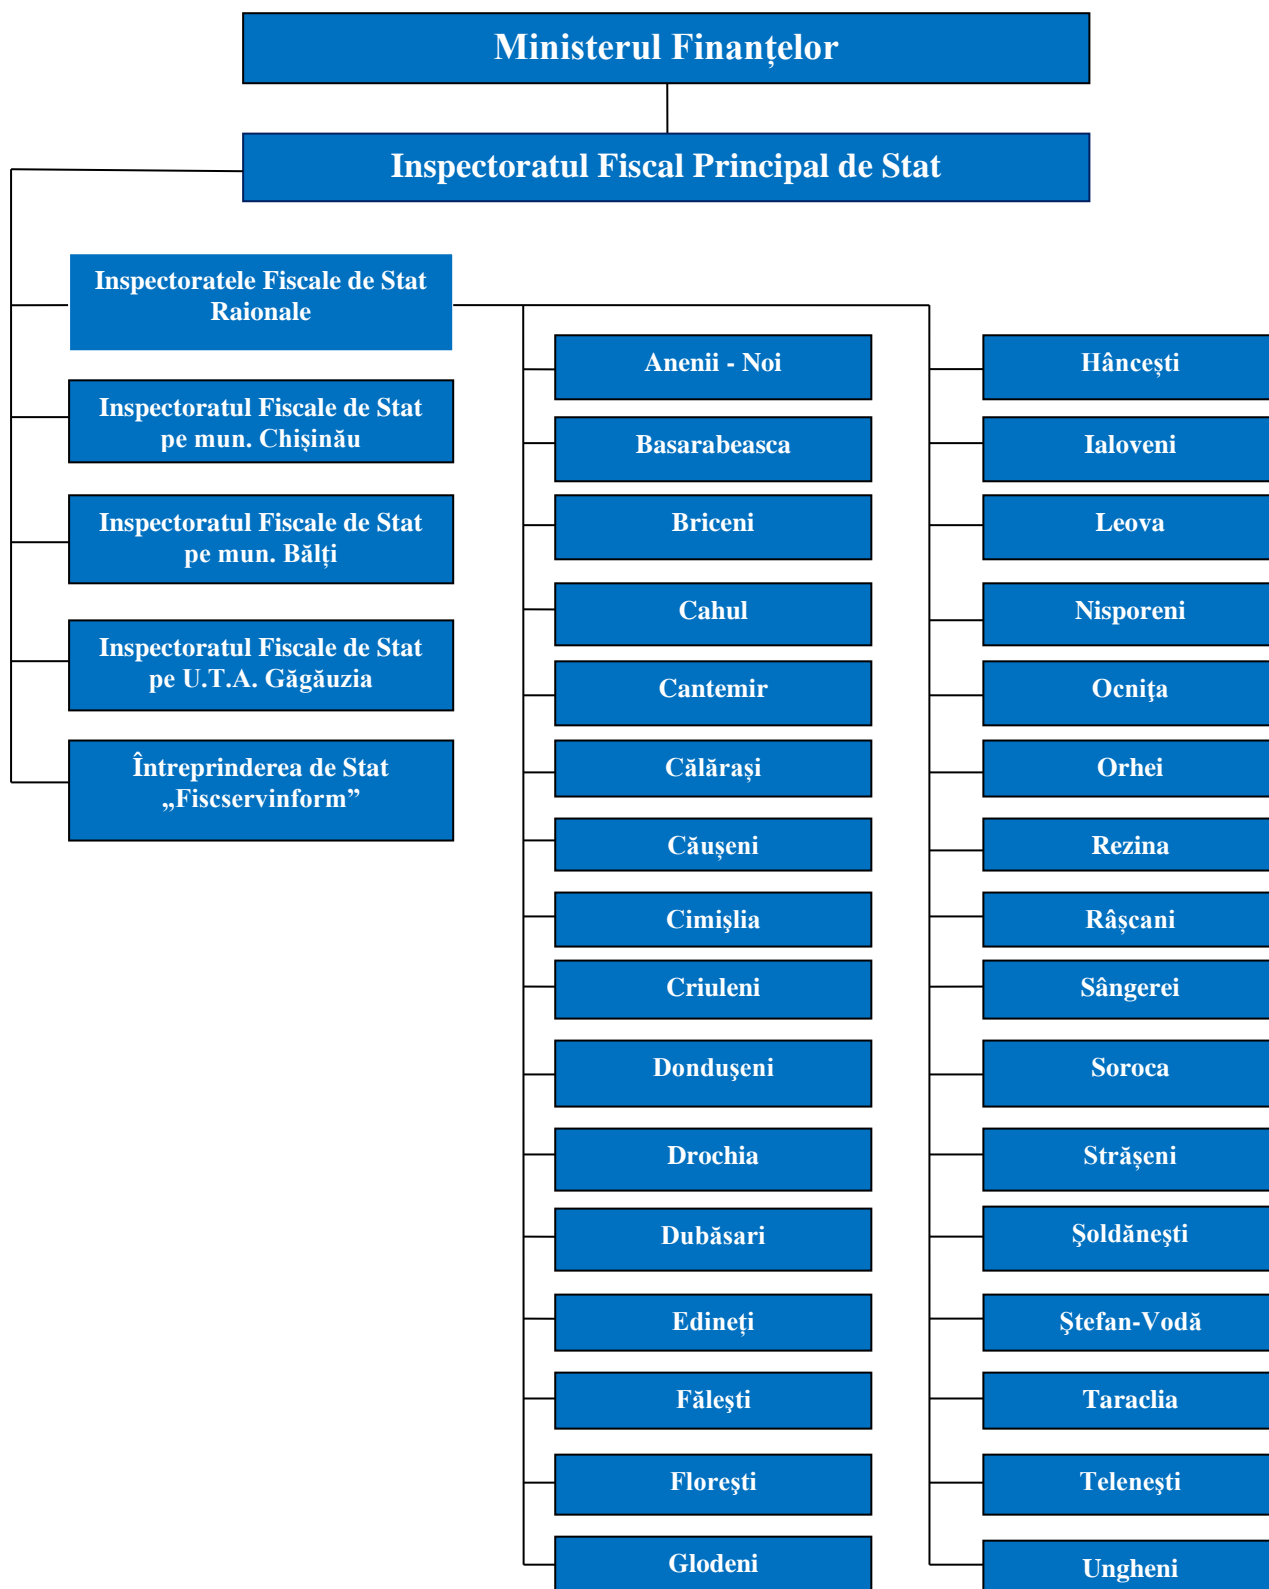 Ministerul Finanțelor
Inspectoratul Fiscal Principal de Stat
Inspectoratele Fiscale de Stat
Raionale
Inspectoratul Fiscale de Stat
pe mun. Chișinău
Inspectoratul Fiscale de Stat
pe mun. Bălți
Inspectoratul Fiscale de Stat
pe U.T.A. Găgăuzia
Întreprinderea de Stat
„Fiscservinform”
Anenii - Noi
Basarabeasca
Briceni
Cahul
Cantemir
Călărași
Căușeni
Cimişlia
Criuleni
Donduşeni
Drochia
Dubăsari
Edineți
Făleşti
Floreşti
Glodeni
Hâncești
Ialoveni
Leova
Nisporeni
Ocniţa
Orhei
Rezina
Râșcani
Sângerei
Soroca
Strășeni
Şoldăneşti
Ştefan-Vodă
Taraclia
Teleneşti
Ungheni